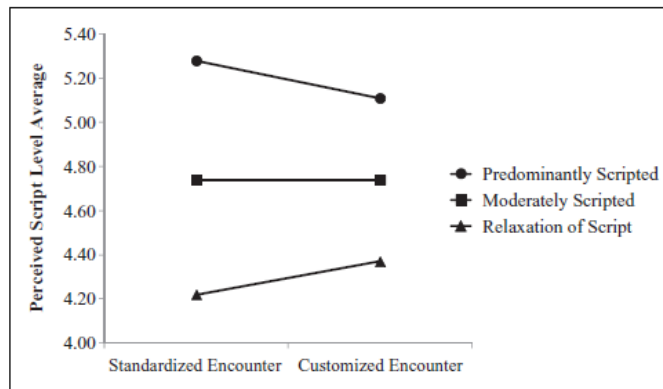 5.40
5.20
5.00
4.80
4.60
4.40
4.20
4.00
Perceived Script Level Average
Standardized Encounter Customized Encounter
Predominantly Scripted
Moderately Scripted
Relaxation of Script